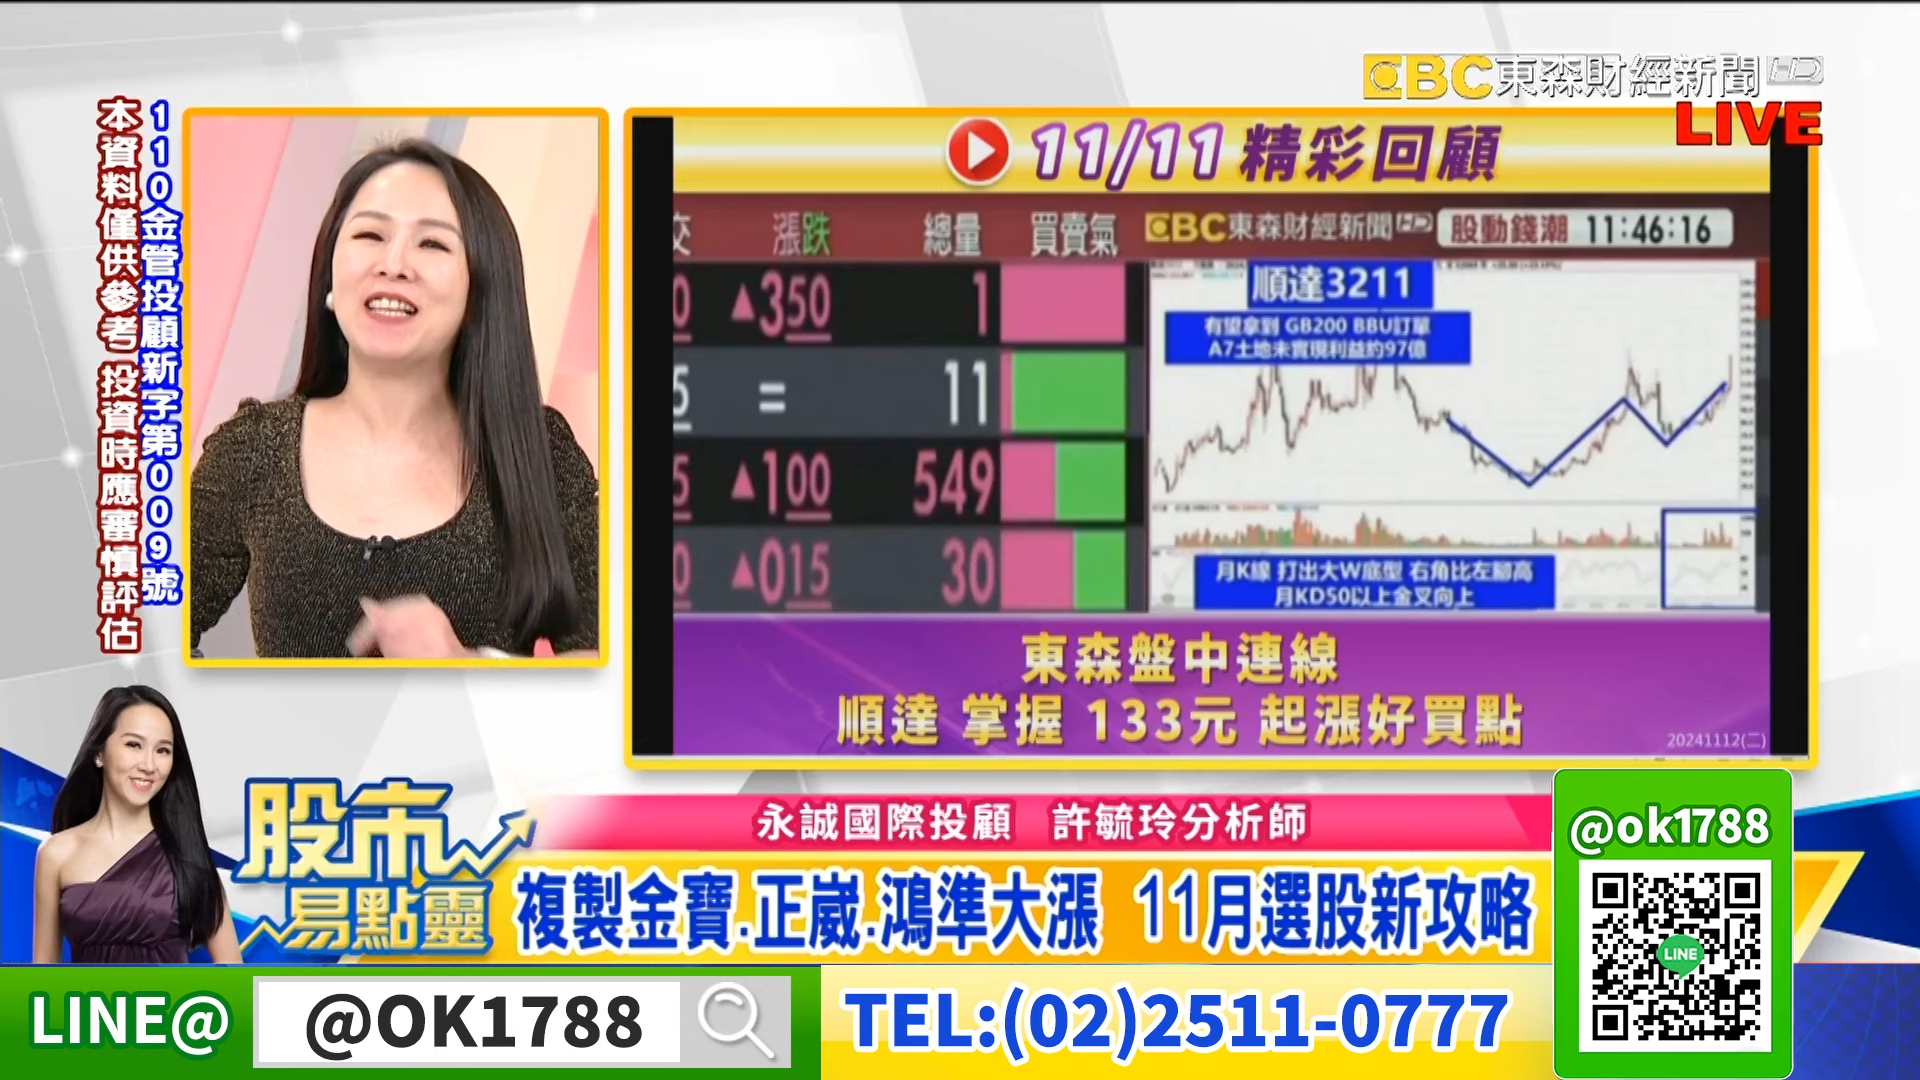 EBC東森財經新聞HD
LIVE
110金管投顧新字第009號
本資料僅供參考 投資時應審慎評估
11/11 精彩回顧
交 漲跌 總量 買賣氣
EBC東森財經新聞HD 股動錢潮 11:46:16
0 ▲350 1
5 = 11
5 ▲100 549
0 ▲015 30
順達3211
有望拿到 GB200 BBU訂單
A7土地未實現利益約97億
月K線 打出大W底型 右角比左腳高
月KD50以上金叉向上
東森盤中連線
順達 掌握 133元 起漲好買點
20241112(二)
股市易點靈
永誠國際投顧 許毓玲分析師
複製金寶.正崴.鴻準大漲 11月選股新攻略
@ok1788
LINE
LINE@ @OK1788
TEL:(02)2511-0777